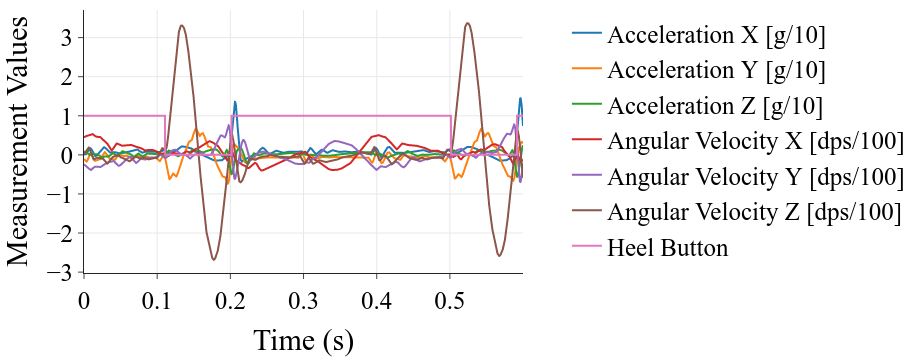 Measurement Values
3
2
1
0
−1
−2
−3
0
0.1
0.2
0.3
0.4
0.5
Time (s)
Acceleration X [g/10]
Acceleration Y [g/10]
Acceleration Z [g/10]
Angular Velocity X [dps/100]
Angular Velocity Y [dps/100]
Angular Velocity Z [dps/100]
Heel Button